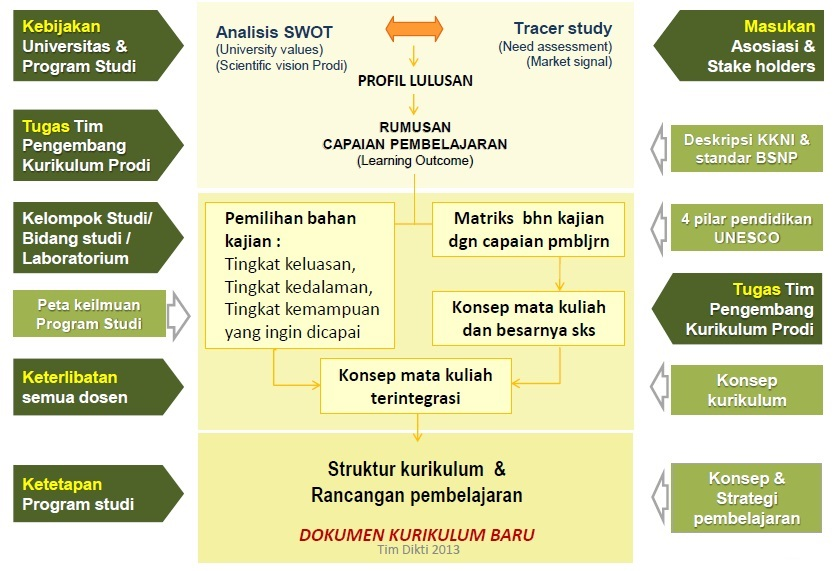 Kebijakan
Universitas &
Program Studi
Analisis SWOT
(University values)
(Scientific vision Prodi)
Tracer study
(Need assessment)
(Market signal)
Masukan
Asosiasi &
Stake holders
PROFIL LULUSAN
Tugas Tim
Pengembang
Kurikulum Prodi
RUMUSAN
CAPAIAN PEMBELAJARAN
(Learning Outcome)
Deskripsi KKNI &
standar BSNP
Kelompok Studi/
Bidang studi /
Laboratorium
Pemilihan bahan
kajian :
Tingkat keluasan,
Tingkat kedalaman,
Tingkat kemampuan
yang ingin dicapai
Matriks bhn kajian
dgn capaian pmbljrn
4 pilar pendidikan
UNESCO
Peta keilmuan
Program Studi
Konsep mata kuliah
dan besarnya sks
Tugas Tim
Pengembang
Kurikulum Prodi
Keterlibatan
semua dosen
Konsep mata kuliah
terintegrasi
Konsep
kurikulum
Ketetapan
Program studi
Struktur kurikulum &
Rancangan pembelajaran
DOKUMEN KURIKULUM BARU
Tim Dikti 2013
Konsep &
Strategi
pembelajaran